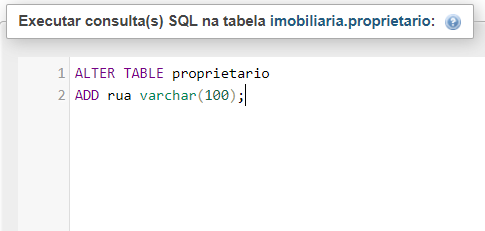 Executar consulta(s) SQL na tabela imobiliaria.proprietario:
1 ALTER TABLE proprietario
2 ADD rua varchar(100);